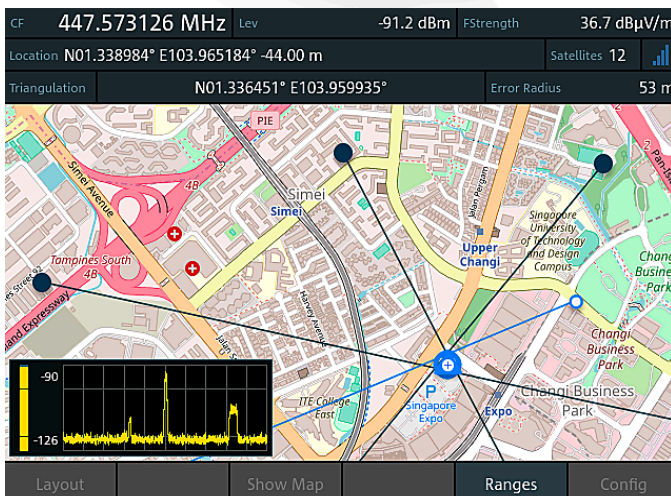 CF 447.573126 MHz Lev -91.2 dBm FStrength 36.7 dBµV/m
Location N01.338984° E103.965184° -44.00 m Satellites 12
Triangulation N01.336451° E103.959935° Error Radius 53 m
PIE
2
4B
Simei Avenue
Simei
Simei
Jalan Pergam
Singapore
University
of Technology
and Design
Campus
Upper
Changi
Tampines South
4B
Harvey Avenue
Changi
Business
Park
ITE College
East
P
Singapore
Expo
Expo
Changi Business
Park
-90
-126
Layout Show Map Ranges Config